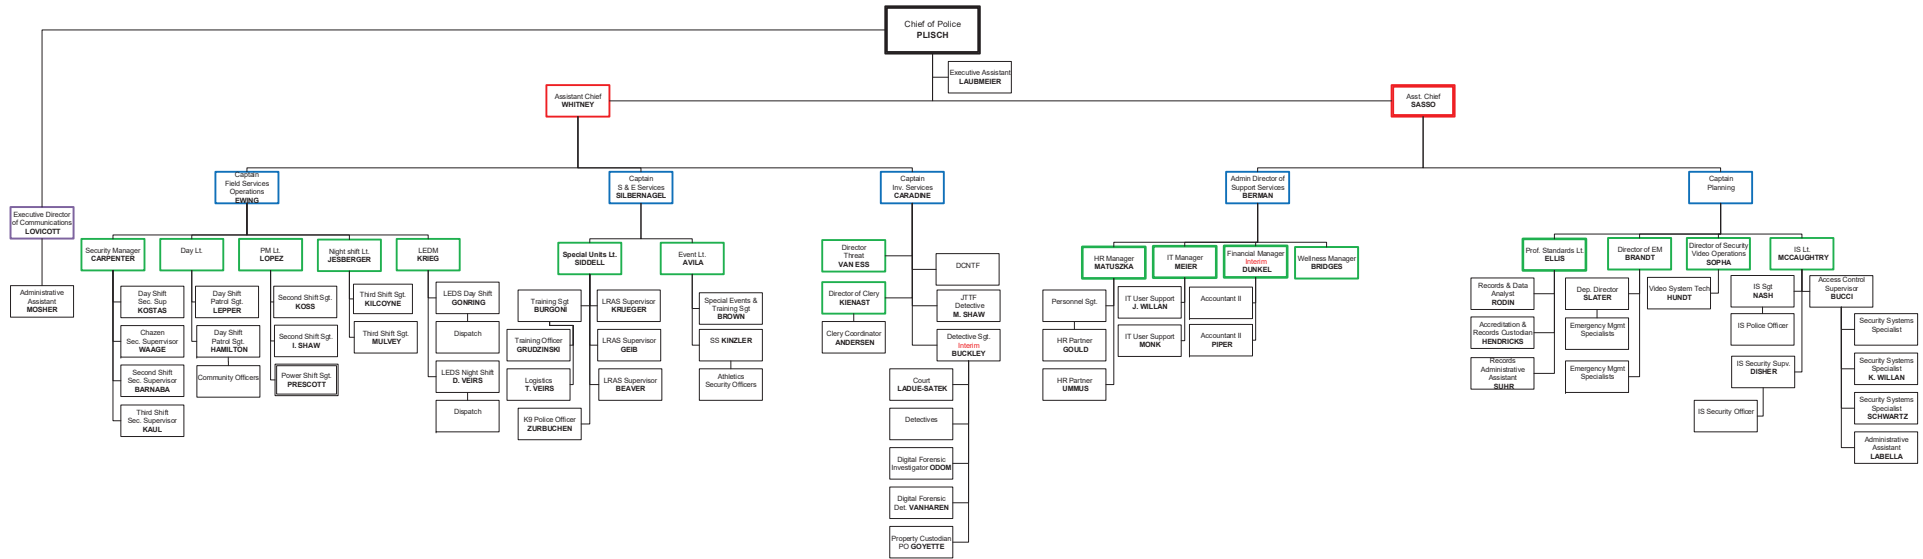 Chief of Police
PLISCH
Executive Assistant
LAUBMEIER
Assistant Chief
WHITNEY
Asst. Chief
SASSO
Captain
Field Services
Operations
EWING
Captain
S & E Services
SILBERNAGEL
Captain
Inv. Services
CARADINE
Admin Director of
Support Services
BERMAN
Captain
Planning
Executive Director
of Communications
LOVICOTT
Administrative
Assistant
MOSHER
Security Manager
CARPENTER
Day Shift
Sec. Sup
KOSTAS
Chazen
Sec. Supervisor
WAAGE
Second Shift
Sec. Supervisor
BARNABA
Third Shift
Sec. Supervisor
KAUL
Day Lt.
Day Shift
Patrol Sgt.
LEPPER
Day Shift
Patrol Sgt.
HAMILTON
Community Officers
PM Lt.
LOPEZ
Second Shift Sgt.
KOSS
Second Shift Sgt.
I. SHAW
Power Shift Sgt.
PRESCOTT
Night shift Lt.
JESBERGER
Third Shift Sgt.
KILCOYNE
Third Shift Sgt.
MULVEY
LEDM
KRIEG
LEDS Day Shift
GONRING
Dispatch
LEDS Night Shift
D. VEIRS
Dispatch
Special Units Lt.
SIDDELL
Training Sgt
BURGONI
Training Officer
GRUDZINSKI
Logistics
T. VEIRS
K9 Police Officer
ZURBUCHEN
LRAS Supervisor
KRUEGER
LRAS Supervisor
GEIB
LRAS Supervisor
BEAVER
Event Lt.
AVILA
Special Events &
Training Sgt
BROWN
SS KINZLER
Athletics
Security Officers
Director
Threat
VAN ESS
Director of Clery
KIENAST
Clery Coordinator
ANDERSEN
DCNTF
JTTF
Detective
M. SHAW
Detective Sgt.
Interim
BUCKLEY
Court
LADUE-SATEK
Detectives
Digital Forensic
Investigator ODOM
Digital Forensic
Det. VANHAREN
Property Custodian
PO GOYETTE
HR Manager
MATUSZKA
Personnel Sgt.
HR Partner
GOULD
HR Partner
UMMUS
IT Manager
MEIER
IT User Support
J. WILLAN
IT User Support
MONK
Financial Manager
Interim
DUNKEL
Accountant II
Accountant II
PIPER
Wellness Manager
BRIDGES
Prof. Standards Lt.
ELLIS
Records & Data
Analyst
RODIN
Accreditation &
Records Custodian
HENDRICKS
Records
Administrative
Assistant
SUHR
Director of EM
BRANDT
Dep. Director
SLATER
Emergency Mgmt
Specialists
Emergency Mgmt
Specialists
Director of Security
Video Operations
SOPHA
Video System Tech
HUNDT
IS Lt.
MCCAUGHTRY
IS Sgt
NASH
IS Police Officer
IS Security Supv.
DISHER
IS Security Officer
Access Control
Supervisor
BUCCI
Security Systems
Specialist
Security Systems
Specialist
K. WILLAN
Security Systems
Specialist
SCHWARTZ
Administrative
Assistant
LABELLA